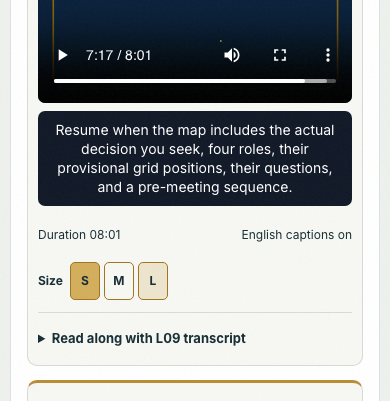 7:17 / 8:01
Resume when the map includes the actual
decision you seek, four roles, their
provisional grid positions, their questions,
and a pre-meeting sequence.
Duration 08:01 English captions on
Size S M L
Read along with L09 transcript